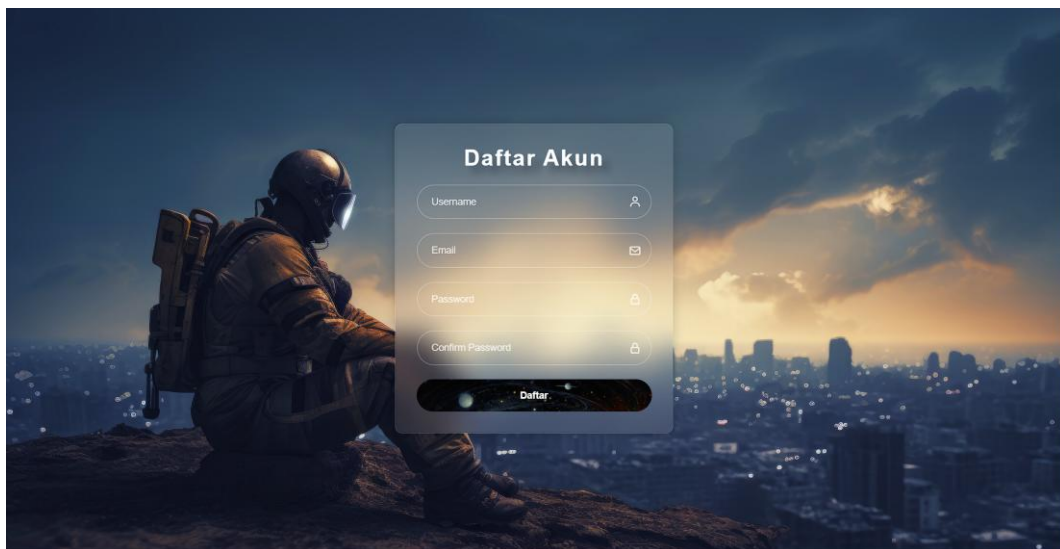 Daftar Akun
Username
Email
Password
Confirm Password
Daftar